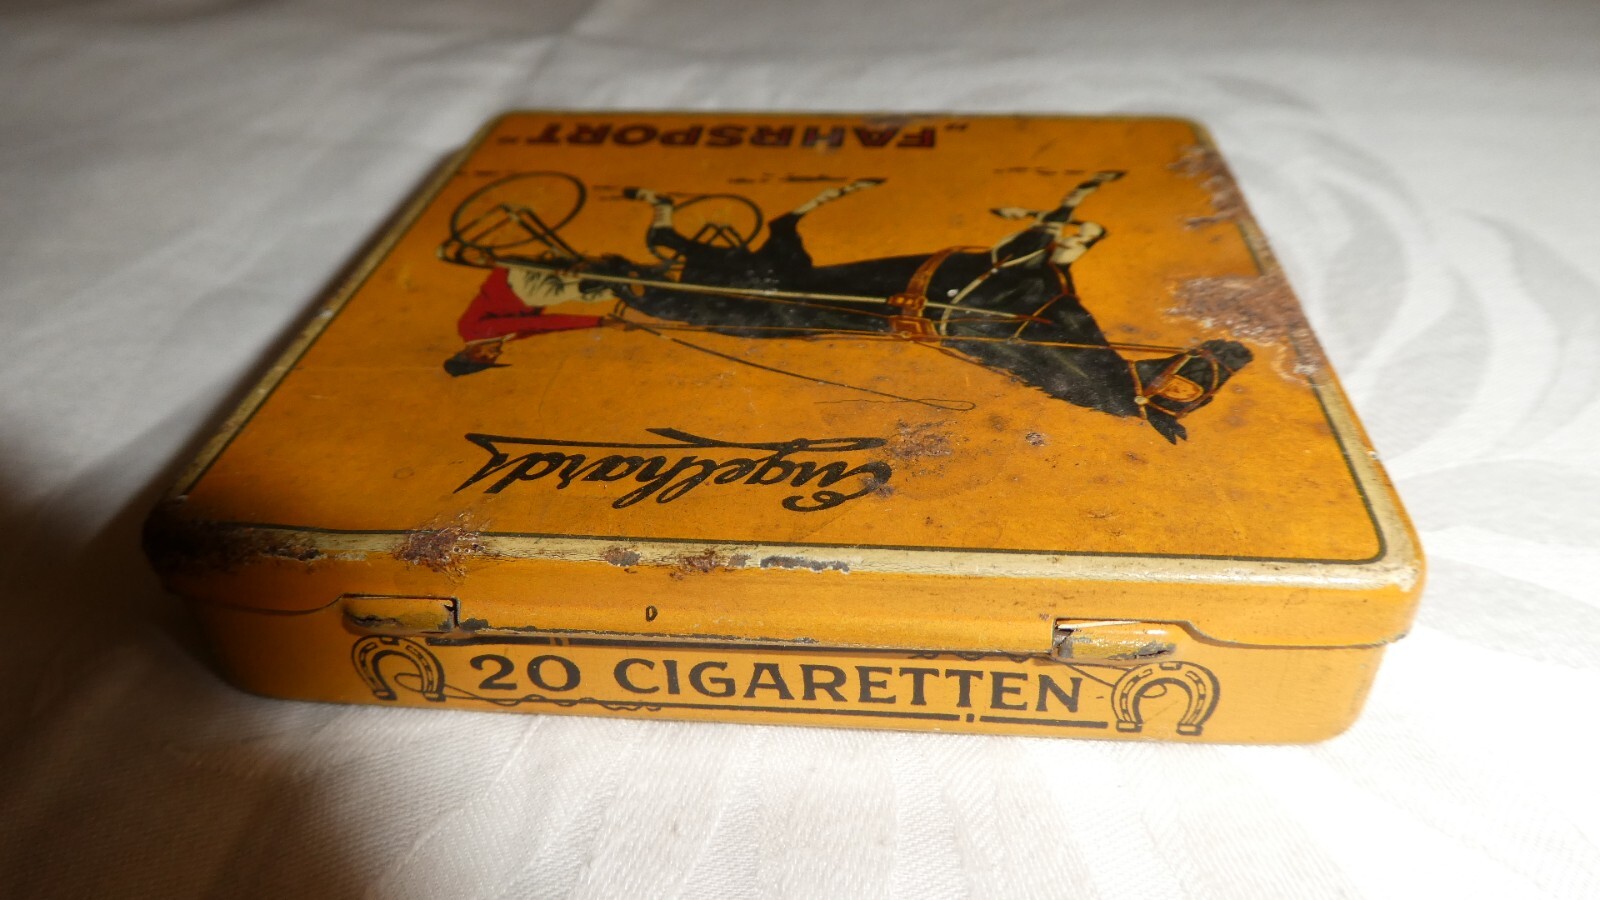 Engelhardt
„FAHRSPORT“
20 CIGARETTEN